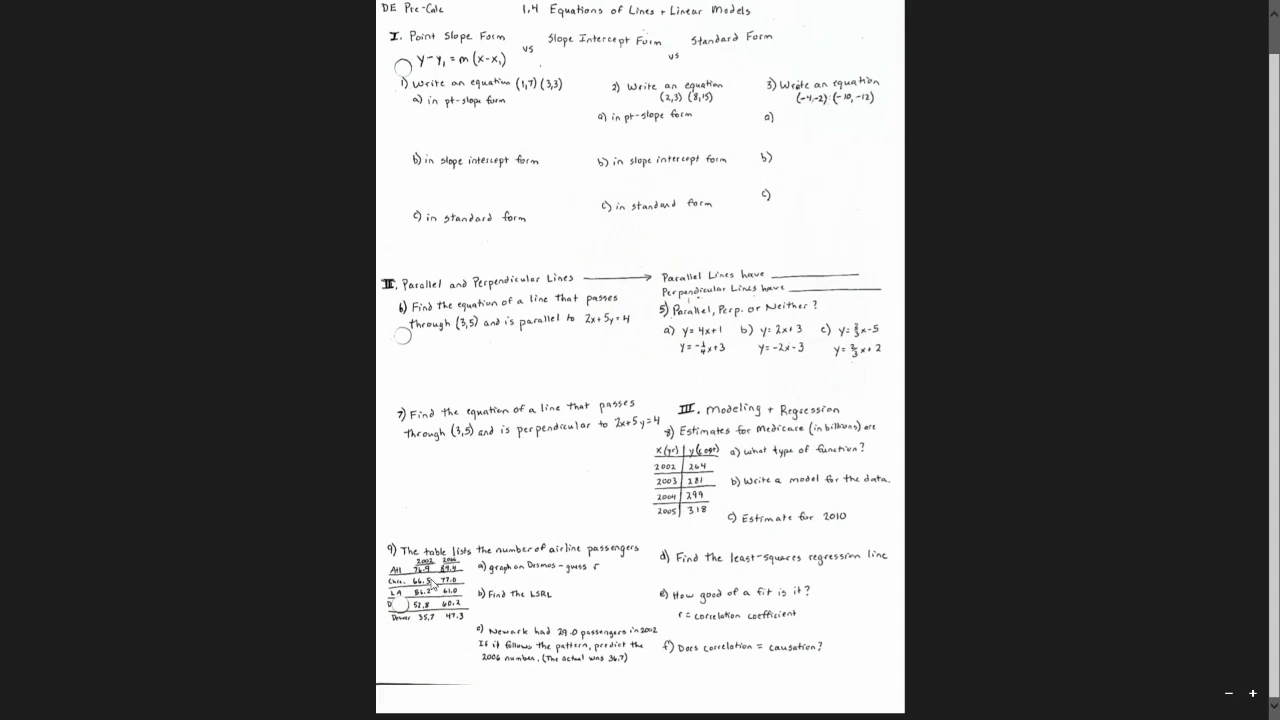 DE Pre-Calc 1.4 Equations of Lines + Linear Models
I. Point Slope Form vs Slope Intercept Form vs Standard Form
y-y₁ = m(x-x₁)
1) Write an equation (1,7) (3,3)
a) in pt-slope form
b) in slope intercept form
c) in standard form
2) Write an equation
(2,3) (8,15)
a) in pt-slope form
b) in slope intercept form
c) in standard form
3) Write an equation
(-4,-2) (-10,-12)
a)
b)
c)
II. Parallel and Perpendicular Lines
Parallel Lines have
Perpendicular Lines have
6) Find the equation of a line that passes
through (3,5) and is parallel to 2x+5y=4
5) Parallel, Perp. or Neither?
a) y=4x+1 b) y=2x+3 c) y=2/3x-5
y=-1/4x+3 y=-2x-3 y=2/3x+2
7) Find the equation of a line that passes
through (3,5) and is perpendicular to 2x+5y=4
III. Modeling + Regression
8) Estimates for Medicare (in billions) are
x(yr) y(cost)
2002 264
2003 281
2004 299
2005 318
a) what type of function?
b) Write a model for the data.
c) Estimate for 2010
9) The table lists the number of airline passengers
2002 2006
Atl 76.9 84.4
Chic. 66.5 77.0
LA 56.2 61.0
52.8 60.2
Denver 35.7 47.3
a) graph on Desmos - guess r
b) Find the LSRL
c) Newark had 29.0 passengers in 2002
If it follows the pattern, predict the
2006 number. (The actual was 36.7)
d) Find the least-squares regression line
e) How good of a fit is it?
r = correlation coefficient
f) Does correlation = causation?